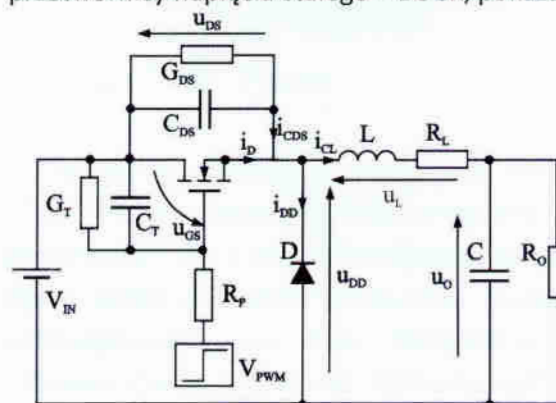 u_DS
G_DS
C_DS
i_D
i_CDS
i_CL
L
R_L
G_T
C_T
u_GS
i_DD
u_L
V_IN
R_P
D
u_DD
u_O
C
R_O
V_PWM